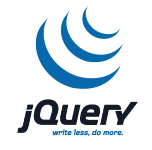 jQuery
write less, do more.